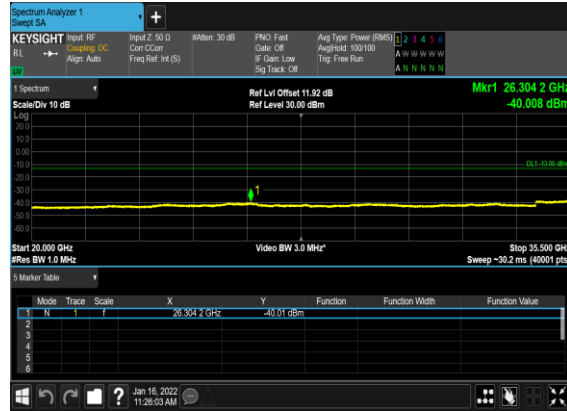 Spectrum Analyzer 1
Swept SA
+
KEYSIGHT Input: RF Input Z: 50 Ω #Atten: 30 dB PNO: Fast Avg Type: Power (RMS) 1 2 3 4 5 6
RL Coupling: DC Corr CCorr Gate: Off Avg|Hold: 100/100 A W W W W W
Align: Auto Freq Ref: Int (S) IF Gain: Low Trig: Free Run
Sig Track: Off A N N N N N
1 Spectrum Ref Lvl Offset 11.92 dB Mkr1 26.304 2 GHz
Scale/Div 10 dB Ref Level 30.00 dBm -40.008 dBm
Log
20.0
10.0
0.00
-10.0
DL1 -13.00 dBm
-20.0
-30.0
1
-40.0
-50.0
-60.0
Start 20.000 GHz Video BW 3.0 MHz* Stop 35.500 GHz
#Res BW 1.0 MHz Sweep ~30.2 ms (40001 pts)
5 Marker Table
Mode Trace Scale X Y Function Function Width Function Value
1 N 1 f 26.304 2 GHz -40.01 dBm
2
3
4
5
6
? Jan 16, 2022
11:26:03 AM